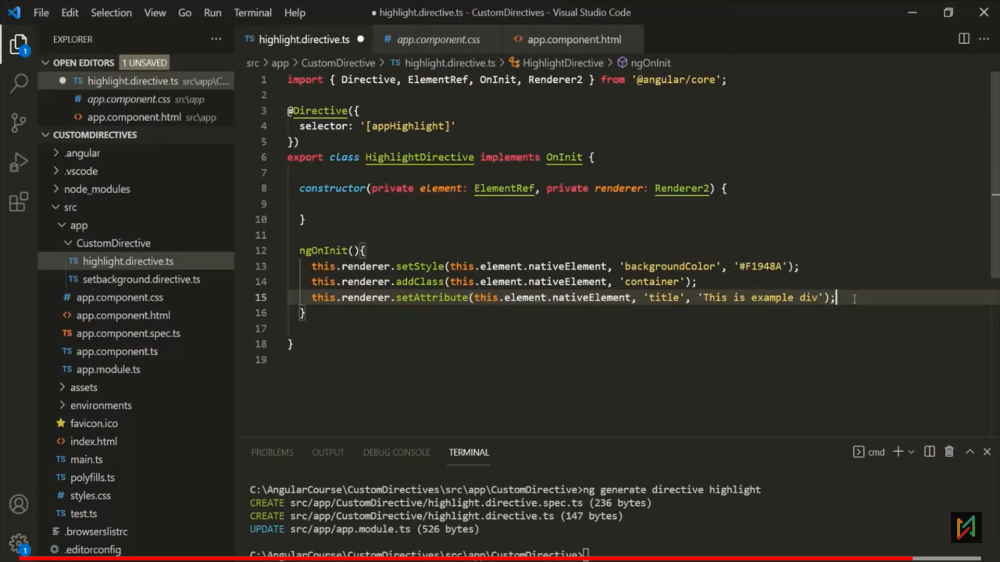 File Edit Selection View Go Run Terminal Help ● highlight.directive.ts - CustomDirectives - Visual Studio Code
EXPLORER ...
OPEN EDITORS 1 UNSAVED
● TS highlight.directive.ts src\app\C...
# app.component.css src\app
<> app.component.html src\app
CUSTOMDIRECTIVES
.angular
.vscode
node_modules
src
app
CustomDirective
TS highlight.directive.ts
TS setbackground.directive.ts
# app.component.css
<> app.component.html
TS app.component.spec.ts
TS app.component.ts
TS app.module.ts
assets
environments
favicon.ico
<> index.html
TS main.ts
TS polyfills.ts
# styles.css
TS test.ts
.browserslistrc
.editorconfig
1
1
TS highlight.directive.ts ● # app.component.css <> app.component.html
src > app > CustomDirective > TS highlight.directive.ts > HighlightDirective > ngOnInit
1 import { Directive, ElementRef, OnInit, Renderer2 } from '@angular/core';
2
3 @Directive({
4 selector: '[appHighlight]'
5 })
6 export class HighlightDirective implements OnInit {
7
8 constructor(private element: ElementRef, private renderer: Renderer2) {
9
10 }
11
12 ngOnInit(){
13 this.renderer.setStyle(this.element.nativeElement, 'backgroundColor', '#F1948A');
14 this.renderer.addClass(this.element.nativeElement, 'container');
15 this.renderer.setAttribute(this.element.nativeElement, 'title', 'This is example div');
16 }
17
18 }
19
PROBLEMS OUTPUT DEBUG CONSOLE TERMINAL cmd
C:\AngularCourse\CustomDirectives\src\app\CustomDirective>ng generate directive highlight
CREATE src/app/CustomDirective/highlight.directive.spec.ts (236 bytes)
CREATE src/app/CustomDirective/highlight.directive.ts (147 bytes)
UPDATE src/app/app.module.ts (526 bytes)
C:\AngularCourse\CustomDirectives\src\app\CustomDirective>